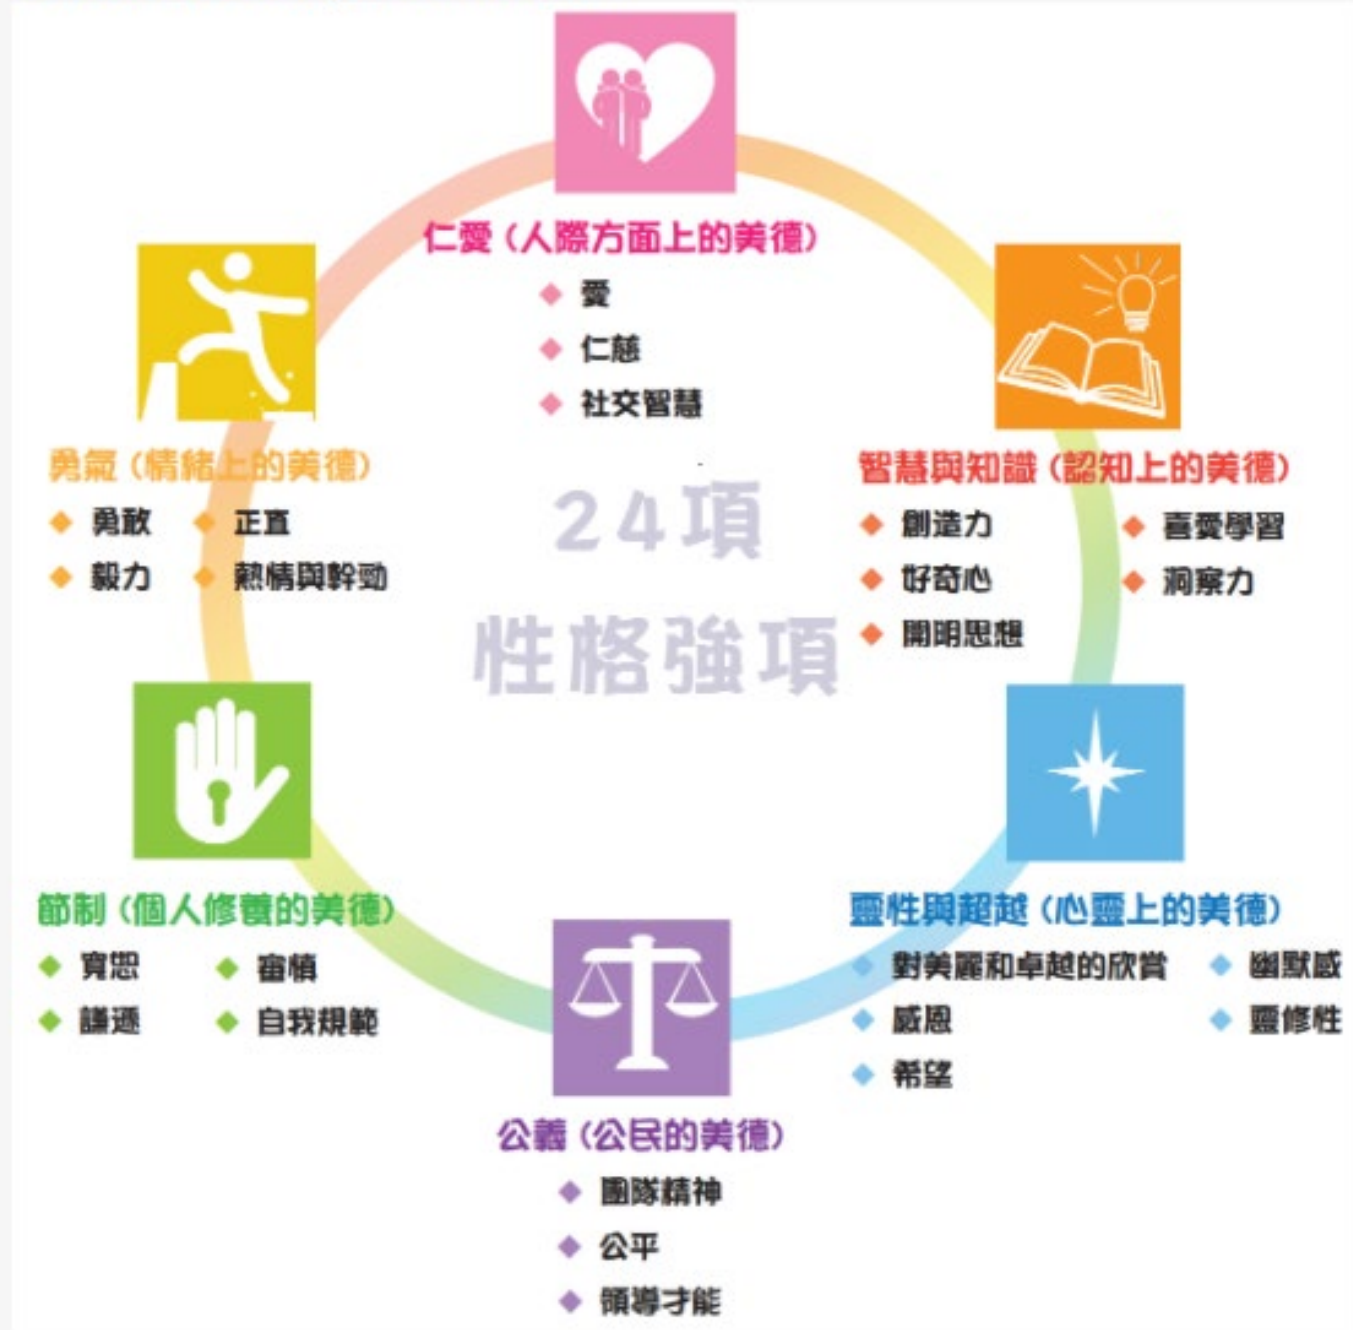 仁愛 (人際方面上的美德)
愛
仁慈
社交智慧
勇氣 (情緒上的美德)
勇敢
正直
毅力
熱情與幹勁
智慧與知識 (認知上的美德)
創造力
喜愛學習
好奇心
洞察力
開明思想
24項
性格強項
節制 (個人修養的美德)
寬恕
審慎
謙遜
自我規範
靈性與超越 (心靈上的美德)
對美麗和卓越的欣賞
幽默感
感恩
靈修性
希望
公義 (公民的美德)
團隊精神
公平
領導才能